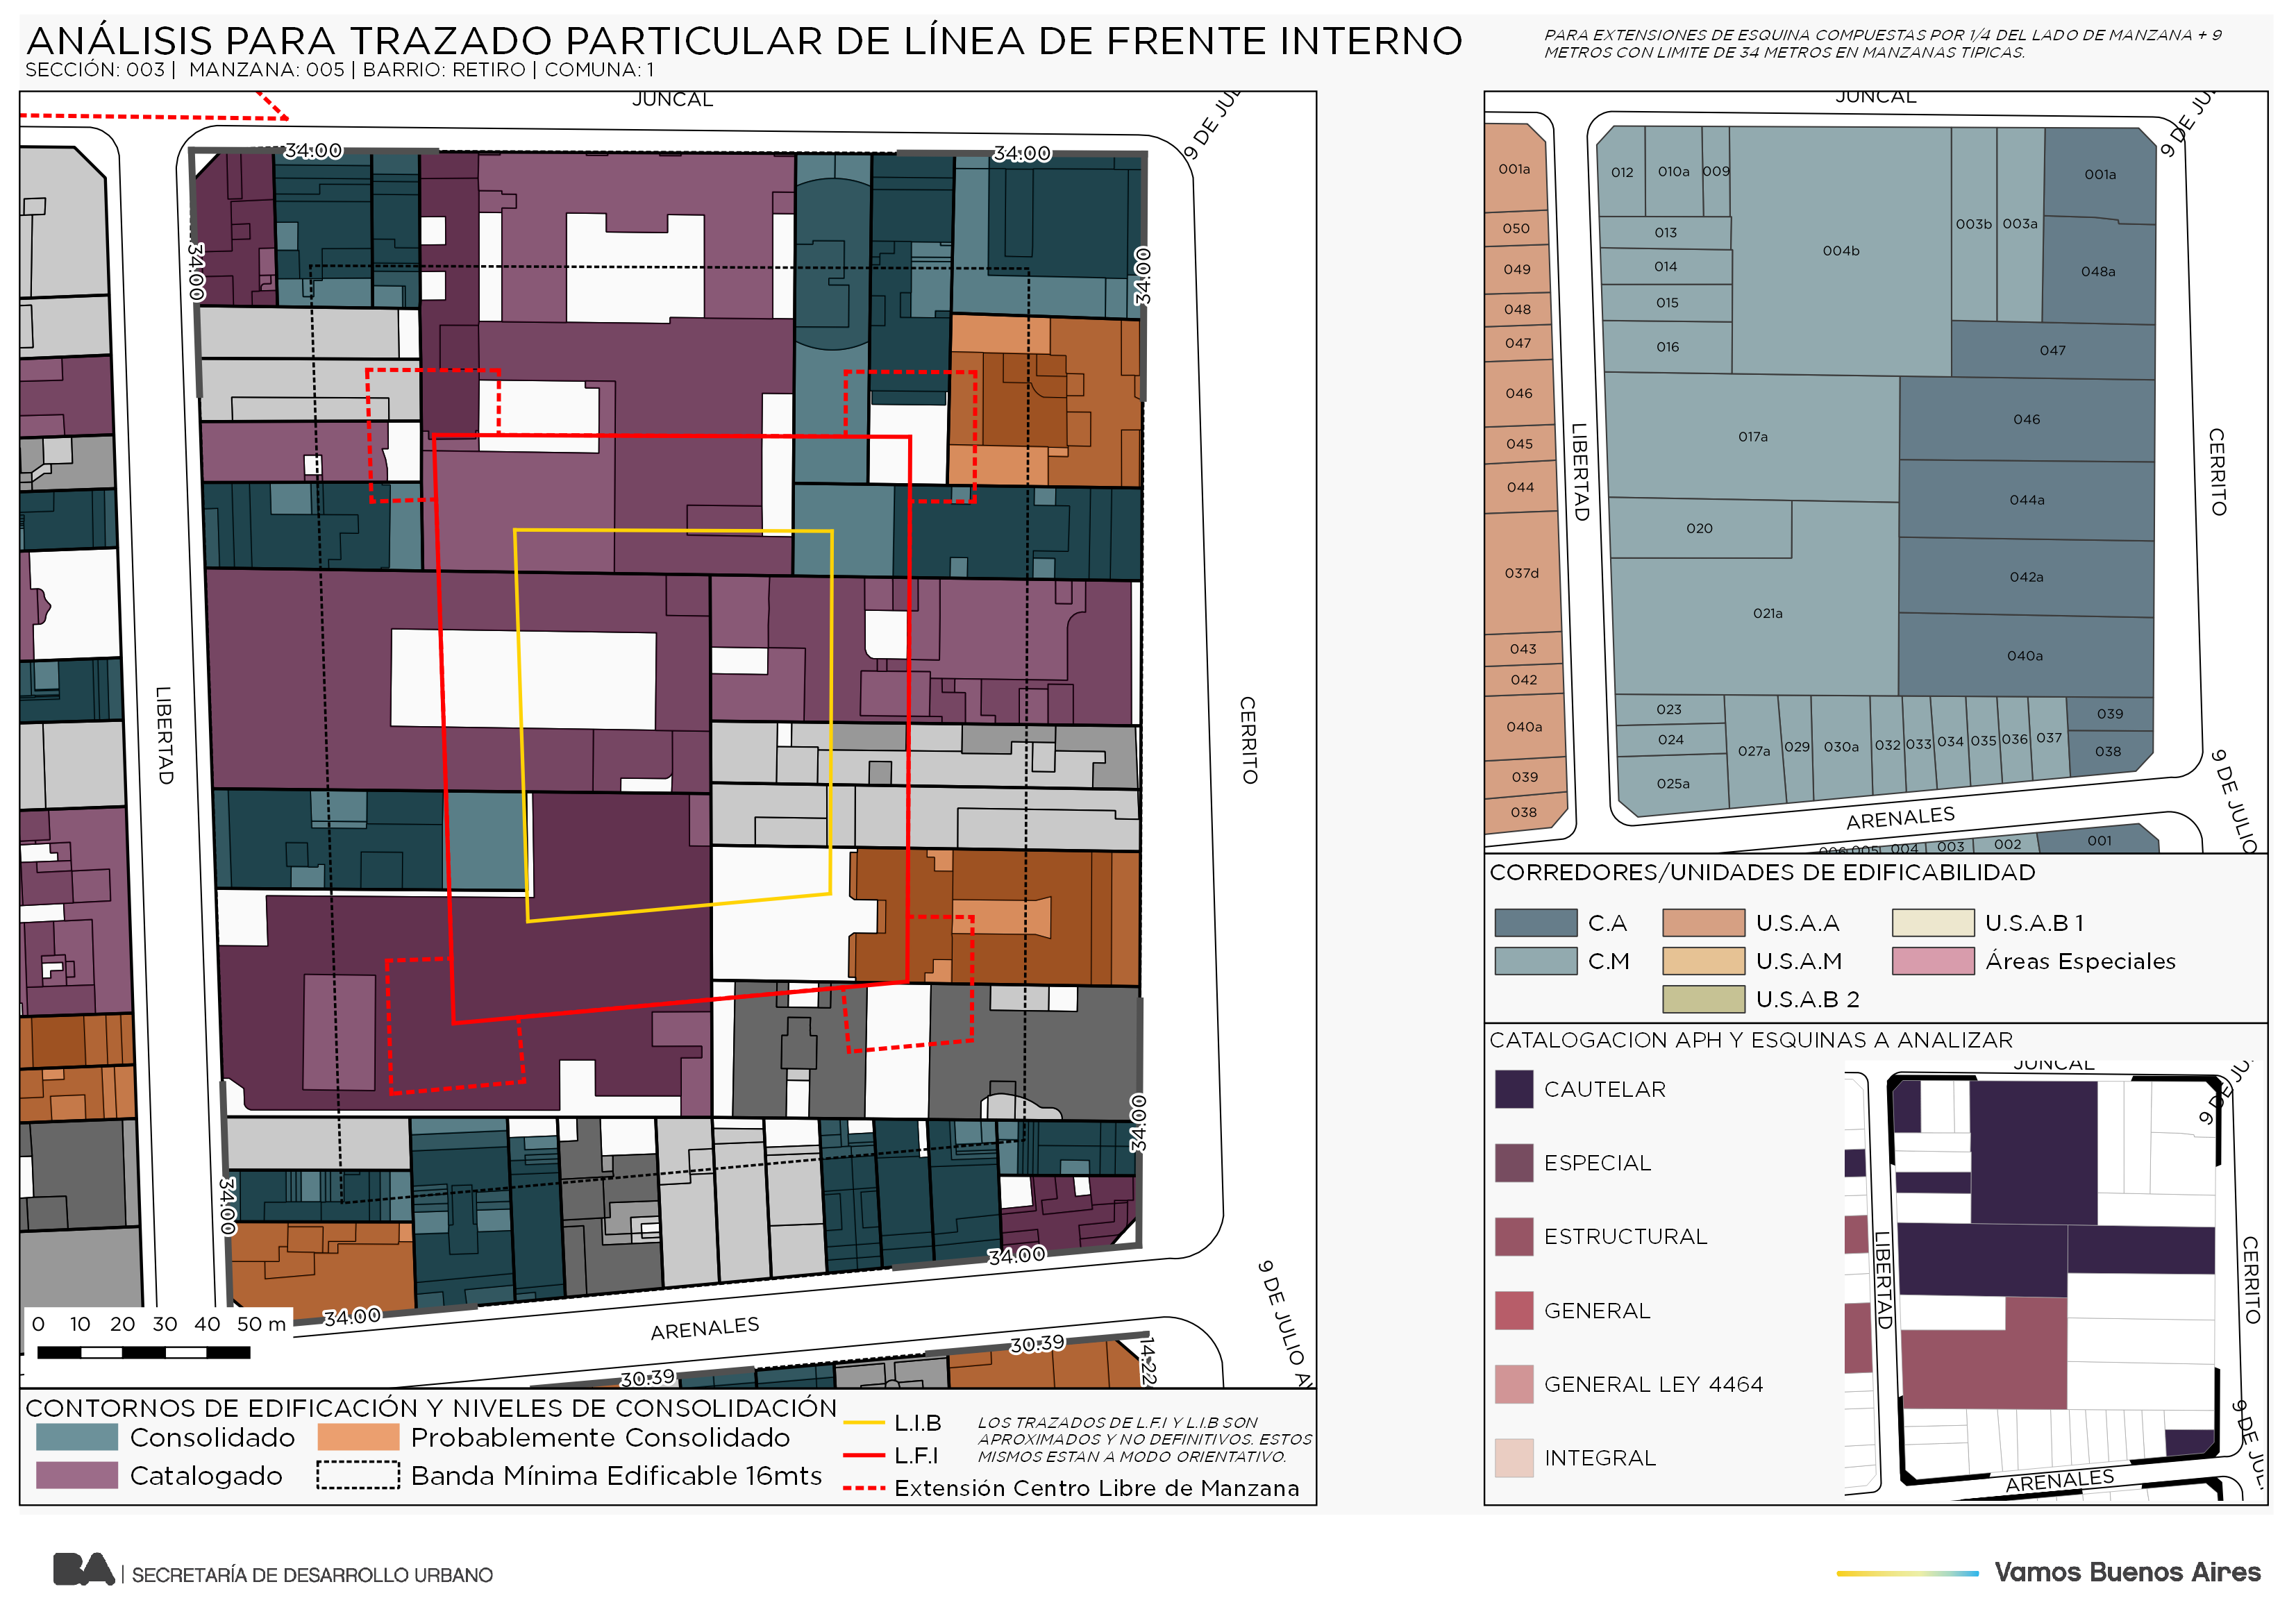 ANÁLISIS PARA TRAZADO PARTICULAR DE LÍNEA DE FRENTE INTERNO
SECCIÓN: 003 | MANZANA: 005 | BARRIO: RETIRO | COMUNA: 1
PARA EXTENSIONES DE ESQUINA COMPUESTAS POR 1/4 DEL LADO DE MANZANA + 9
METROS CON LIMITE DE 34 METROS EN MANZANAS TIPICAS.
JUNCAL
9 DE JUL
34.00
34.00
34.00
34.00
LIBERTAD
CERRITO
34.00
34.00
34.00
34.00
ARENALES
9 DE JULIO AV
30.39
30.39
14.22
0 10 20 30 40 50 m
CONTORNOS DE EDIFICACIÓN Y NIVELES DE CONSOLIDACIÓN
Consolidado
Probablemente Consolidado
Catalogado
Banda Mínima Edificable 16mts
L.I.B
L.F.I
Extensión Centro Libre de Manzana
LOS TRAZADOS DE L.F.I Y L.I.B SON
APROXIMADOS Y NO DEFINITIVOS. ESTOS
MISMOS ESTAN A MODO ORIENTATIVO.
JUNCAL
9 DE JU
001a
050
049
048
047
046
045
044
037d
043
042
040a
039
038
012
010a
009
013
014
015
016
004b
003b
003a
001a
048a
047
017a
046
044a
020
042a
021a
040a
023
024
025a
027a
029
030a
032
033
034
035
036
037
039
038
LIBERTAD
CERRITO
ARENALES
9 DE JULIO
006
005
004
003
002
001
CORREDORES/UNIDADES DE EDIFICABILIDAD
C.A
U.S.A.A
U.S.A.B 1
C.M
U.S.A.M
Áreas Especiales
U.S.A.B 2
CATALOGACION APH Y ESQUINAS A ANALIZAR
CAUTELAR
ESPECIAL
ESTRUCTURAL
GENERAL
GENERAL LEY 4464
INTEGRAL
JUNCAL
9 DE JU
LIBERTAD
CERRITO
ARENALES
9 DE JUL
BA | SECRETARÍA DE DESARROLLO URBANO
Vamos Buenos Aires